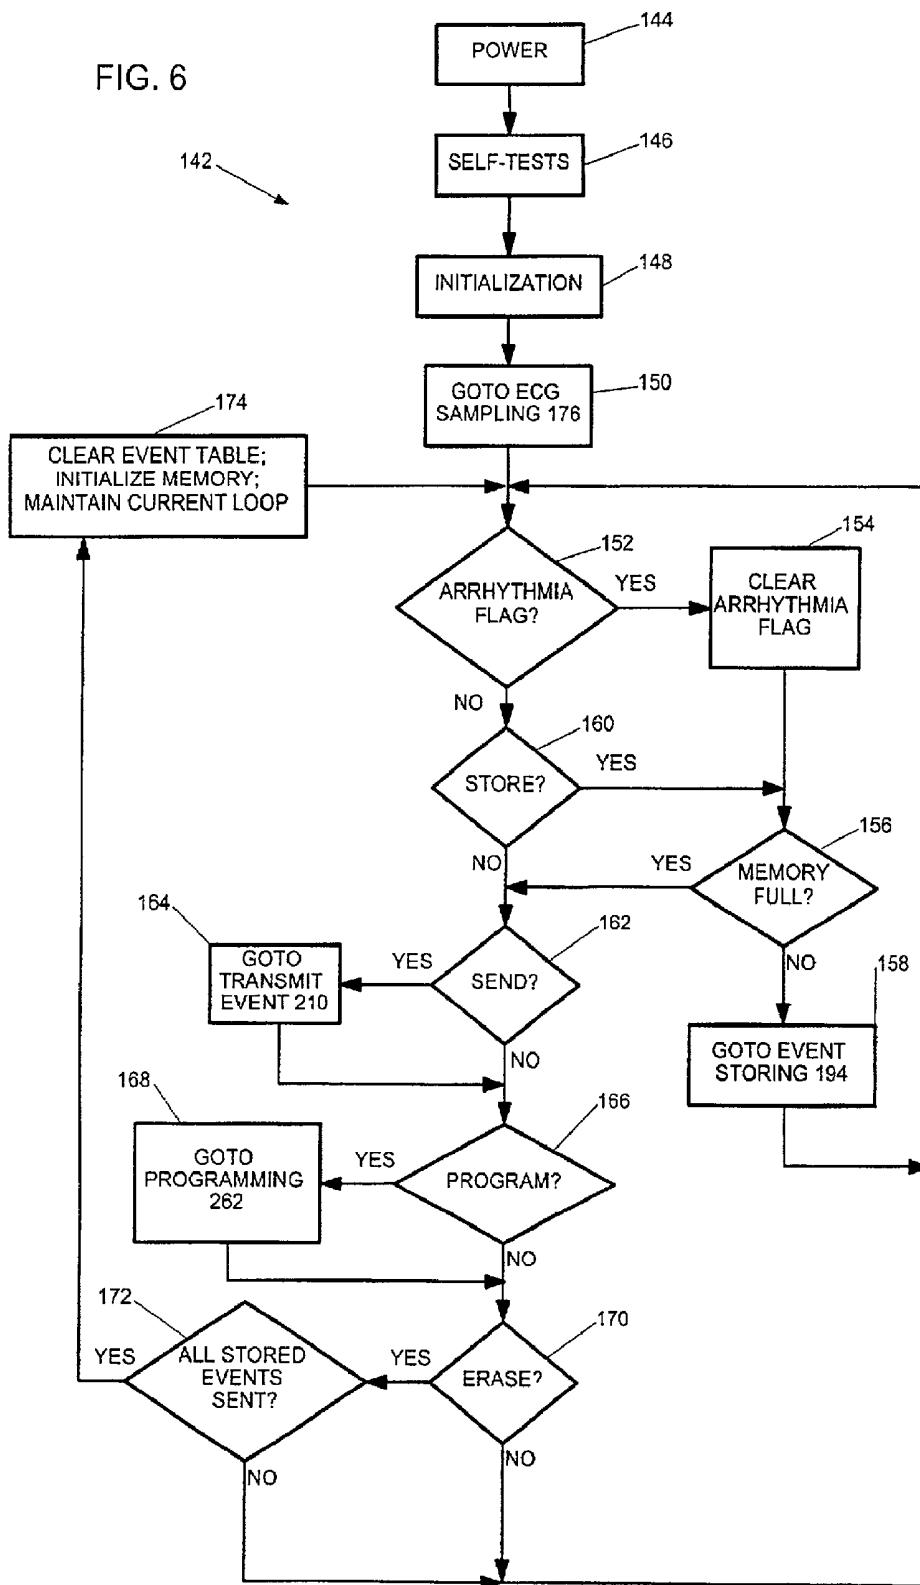 FIG. 6
144
POWER
146
SELF-TESTS
142
148
INITIALIZATION
150
GOTO ECG
SAMPLING 176
174
CLEAR EVENT TABLE;
INITIALIZE MEMORY;
MAINTAIN CURRENT LOOP
152
ARRHYTHMIA
FLAG?
YES
154
CLEAR
ARRHYTHMIA
FLAG
NO
160
STORE?
YES
156
MEMORY
FULL?
YES
NO
NO
158
GOTO EVENT
STORING 194
162
SEND?
YES
164
GOTO
TRANSMIT
EVENT 210
NO
166
PROGRAM?
YES
168
GOTO
PROGRAMMING
262
NO
170
ERASE?
YES
172
ALL STORED
EVENTS
SENT?
YES
NO
NO